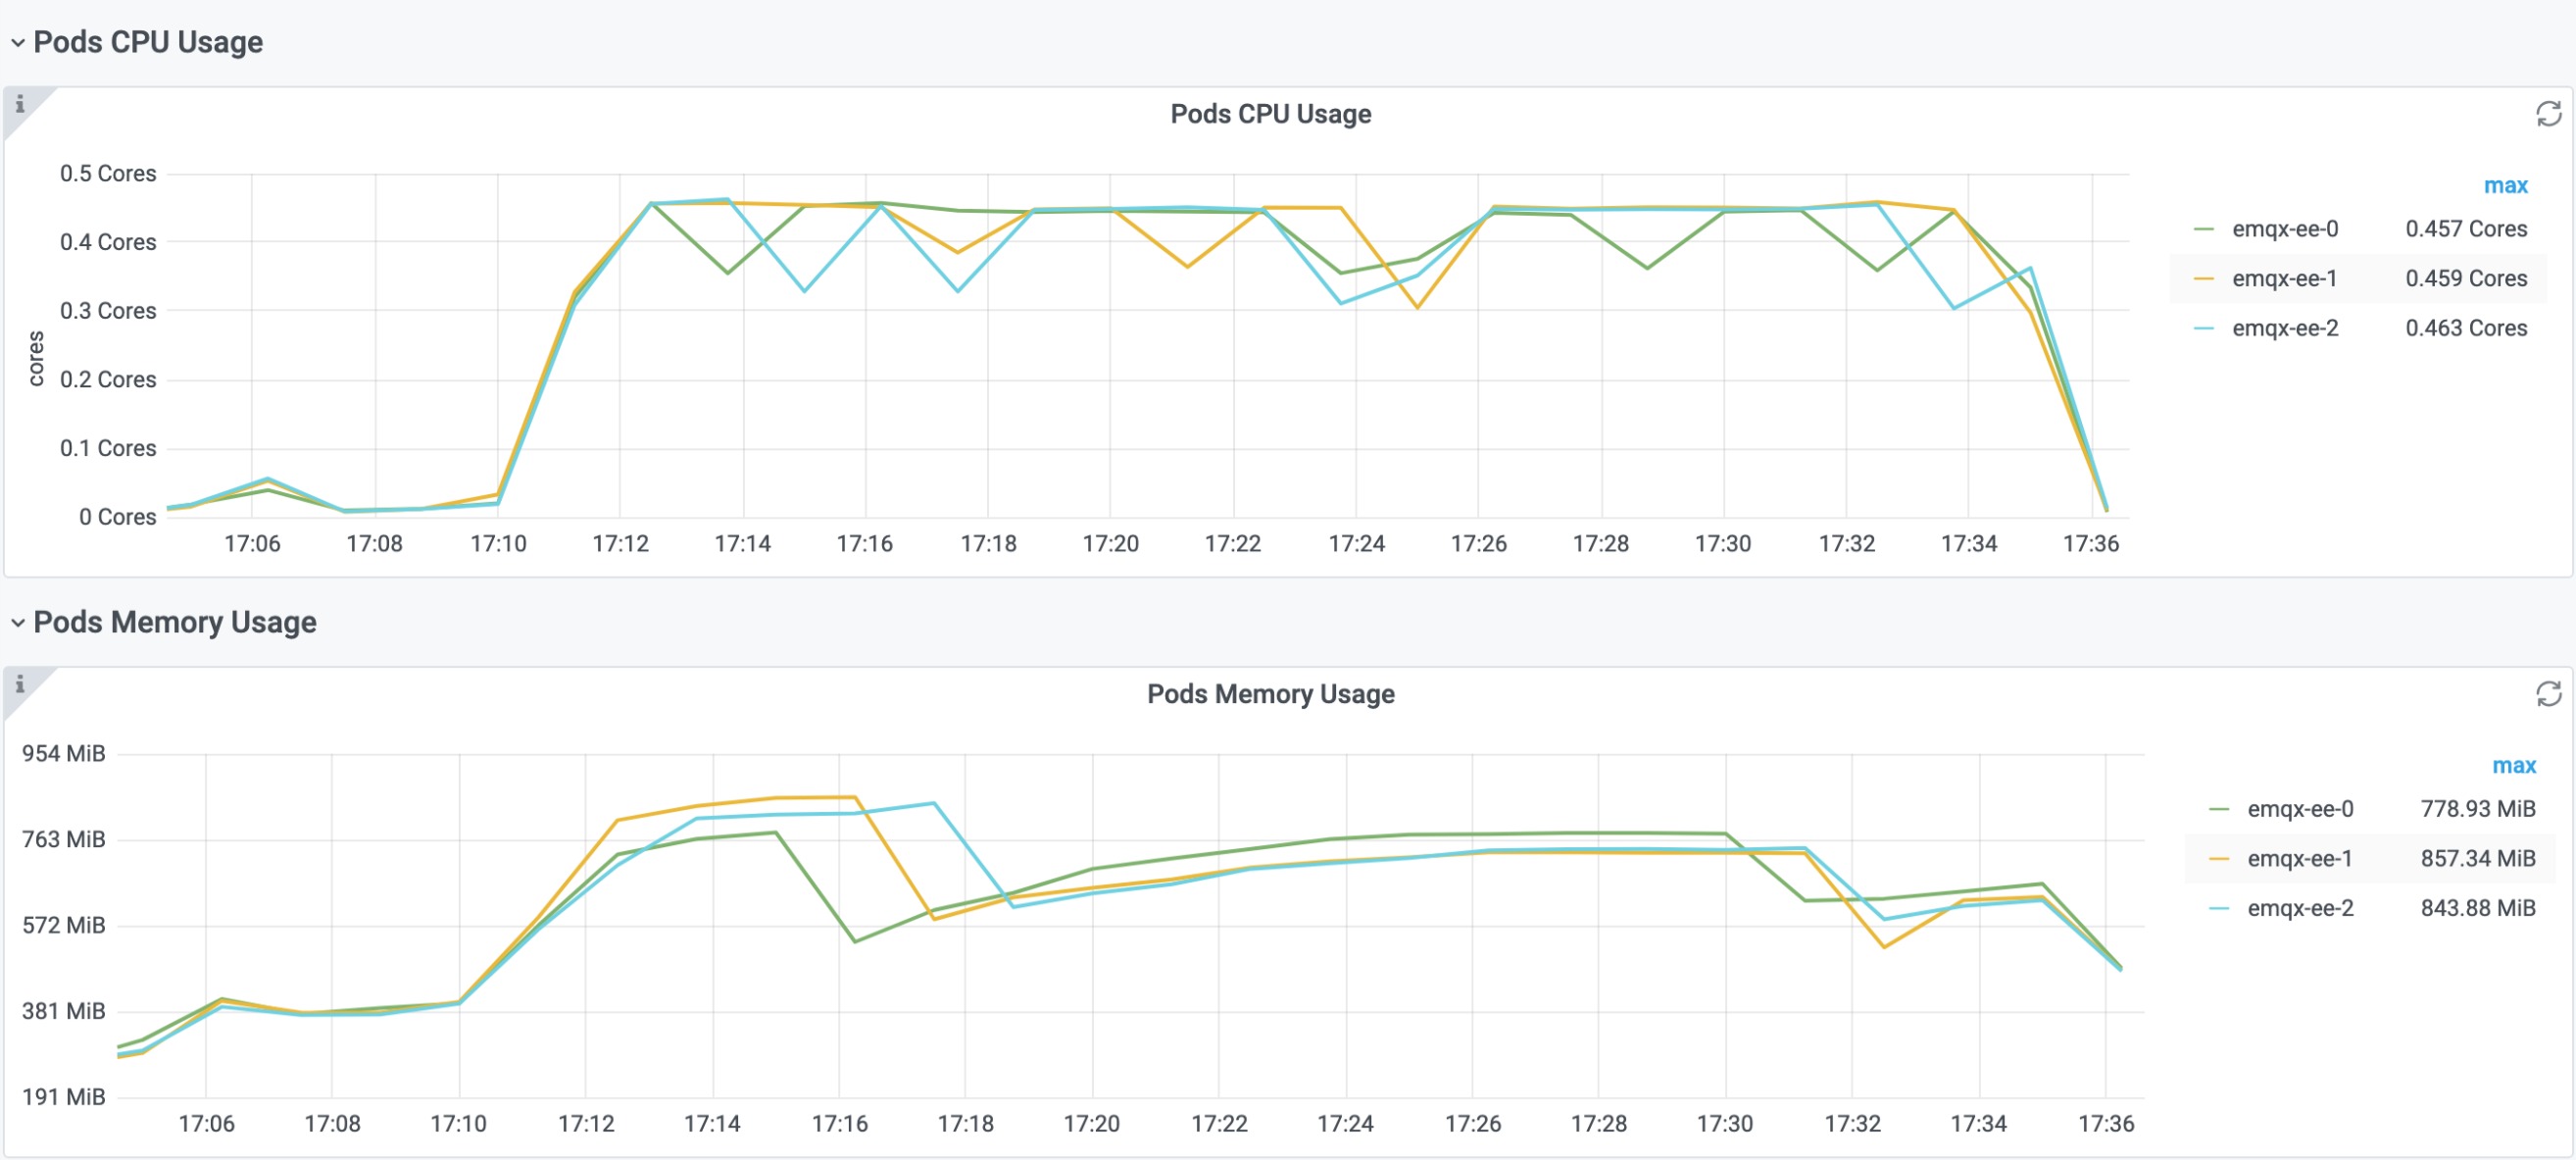 Pods CPU Usage
i
Pods CPU Usage
max
emqx-ee-0 0.457 Cores
emqx-ee-1 0.459 Cores
emqx-ee-2 0.463 Cores
cores
0.5 Cores
0.4 Cores
0.3 Cores
0.2 Cores
0.1 Cores
0 Cores
17:06 17:08 17:10 17:12 17:14 17:16 17:18 17:20 17:22 17:24 17:26 17:28 17:30 17:32 17:34 17:36
Pods Memory Usage
i
Pods Memory Usage
max
emqx-ee-0 778.93 MiB
emqx-ee-1 857.34 MiB
emqx-ee-2 843.88 MiB
954 MiB
763 MiB
572 MiB
381 MiB
191 MiB
17:06 17:08 17:10 17:12 17:14 17:16 17:18 17:20 17:22 17:24 17:26 17:28 17:30 17:32 17:34 17:36